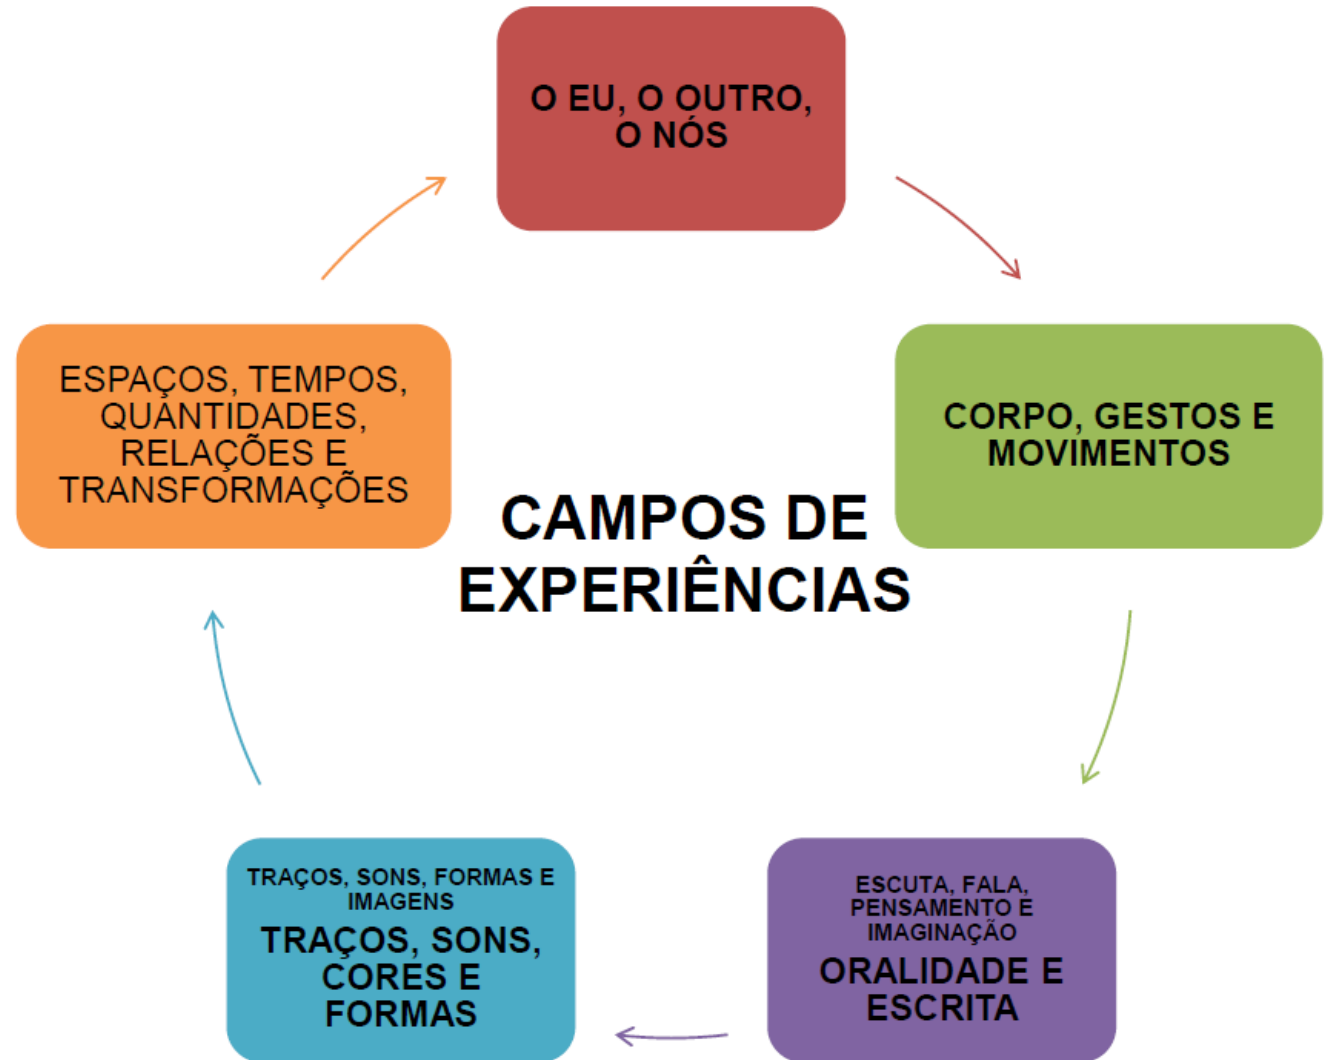 O EU, O OUTRO,
O NÓS
CORPO, GESTOS E
MOVIMENTOS
ESCUTA, FALA,
PENSAMENTO E
IMAGINAÇÃO
ORALIDADE E
ESCRITA
TRAÇOS, SONS, FORMAS E
IMAGENS
TRAÇOS, SONS,
CORES E
FORMAS
ESPAÇOS, TEMPOS,
QUANTIDADES,
RELAÇÕES E
TRANSFORMAÇÕES
CAMPOS DE
EXPERIÊNCIAS